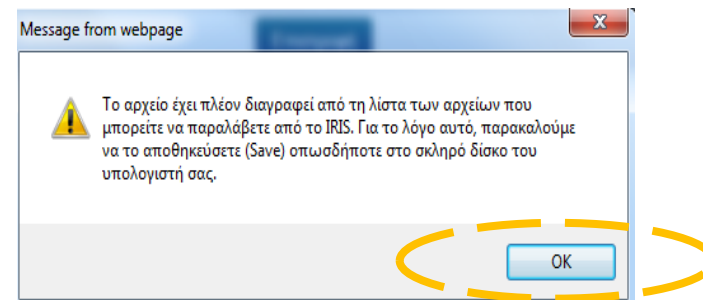 Message from webpage
Το αρχείο έχει πλέον διαγραφεί από τη λίστα των αρχείων που
μπορείτε να παραλάβετε από το IRIS. Για το λόγο αυτό, παρακαλούμε
να το αποθηκεύσετε (Save) οπωσδήποτε στο σκληρό δίσκο του
υπολογιστή σας.
OK